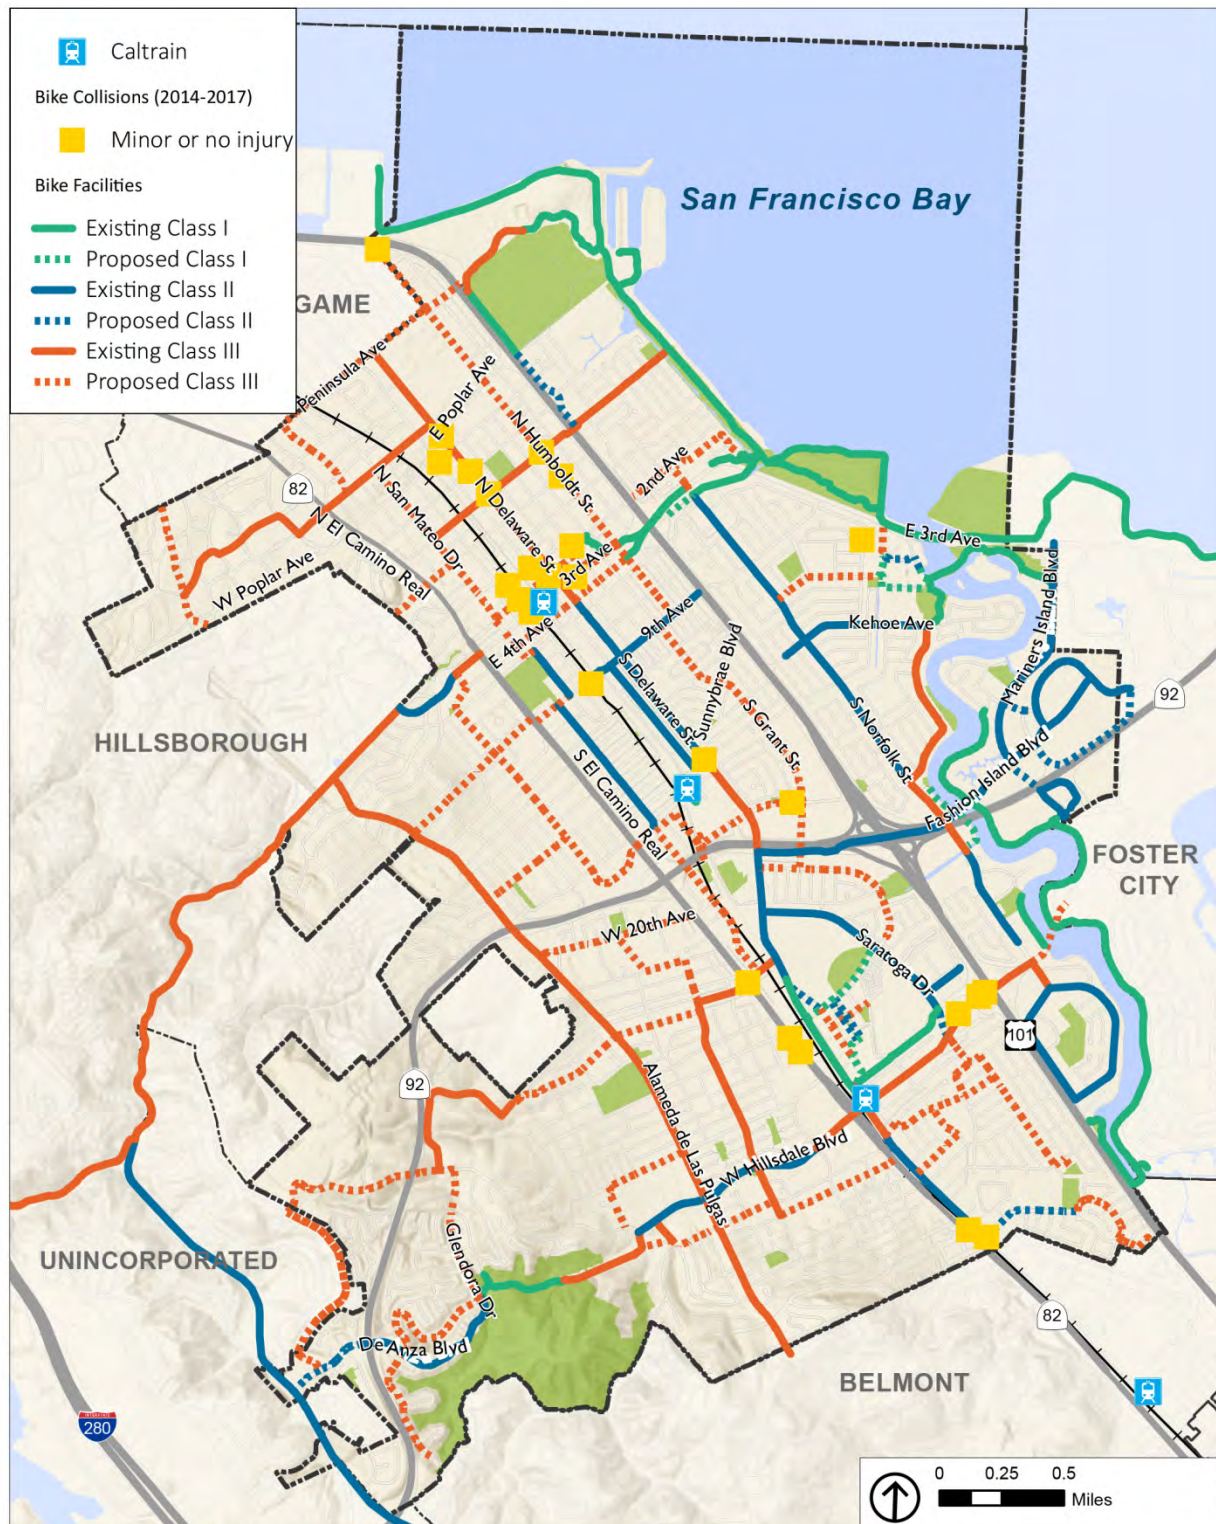 Caltrain
Bike Collisions (2014-2017)
Minor or no injury
Bike Facilities
Existing Class I
Proposed Class I
Existing Class II
Proposed Class II
Existing Class III
Proposed Class III
San Francisco Bay
GAME
Peninsula Ave
E Poplar Ave
N Humboldt St
2nd Ave
82
N San Mateo Dr
N Delaware St
N El Camino Real
W Poplar Ave
3rd Ave
E 3rd Ave
E 4th Ave
9th Ave
Kehoe Ave
Mariners Island Blvd
S Delaware St
Sunnybrae Blvd
S Grant St
S Norfolk St
92
HILLSBOROUGH
Fashion Island Blvd
S El Camino Real
FOSTER
CITY
W 20th Ave
Saratoga Dr
101
92
Alameda de Las Pulgas
W Hillsdale Blvd
UNINCORPORATED
Glendora Dr
De Anza Blvd
82
BELMONT
INTERSTATE
280
0 0.25 0.5
Miles